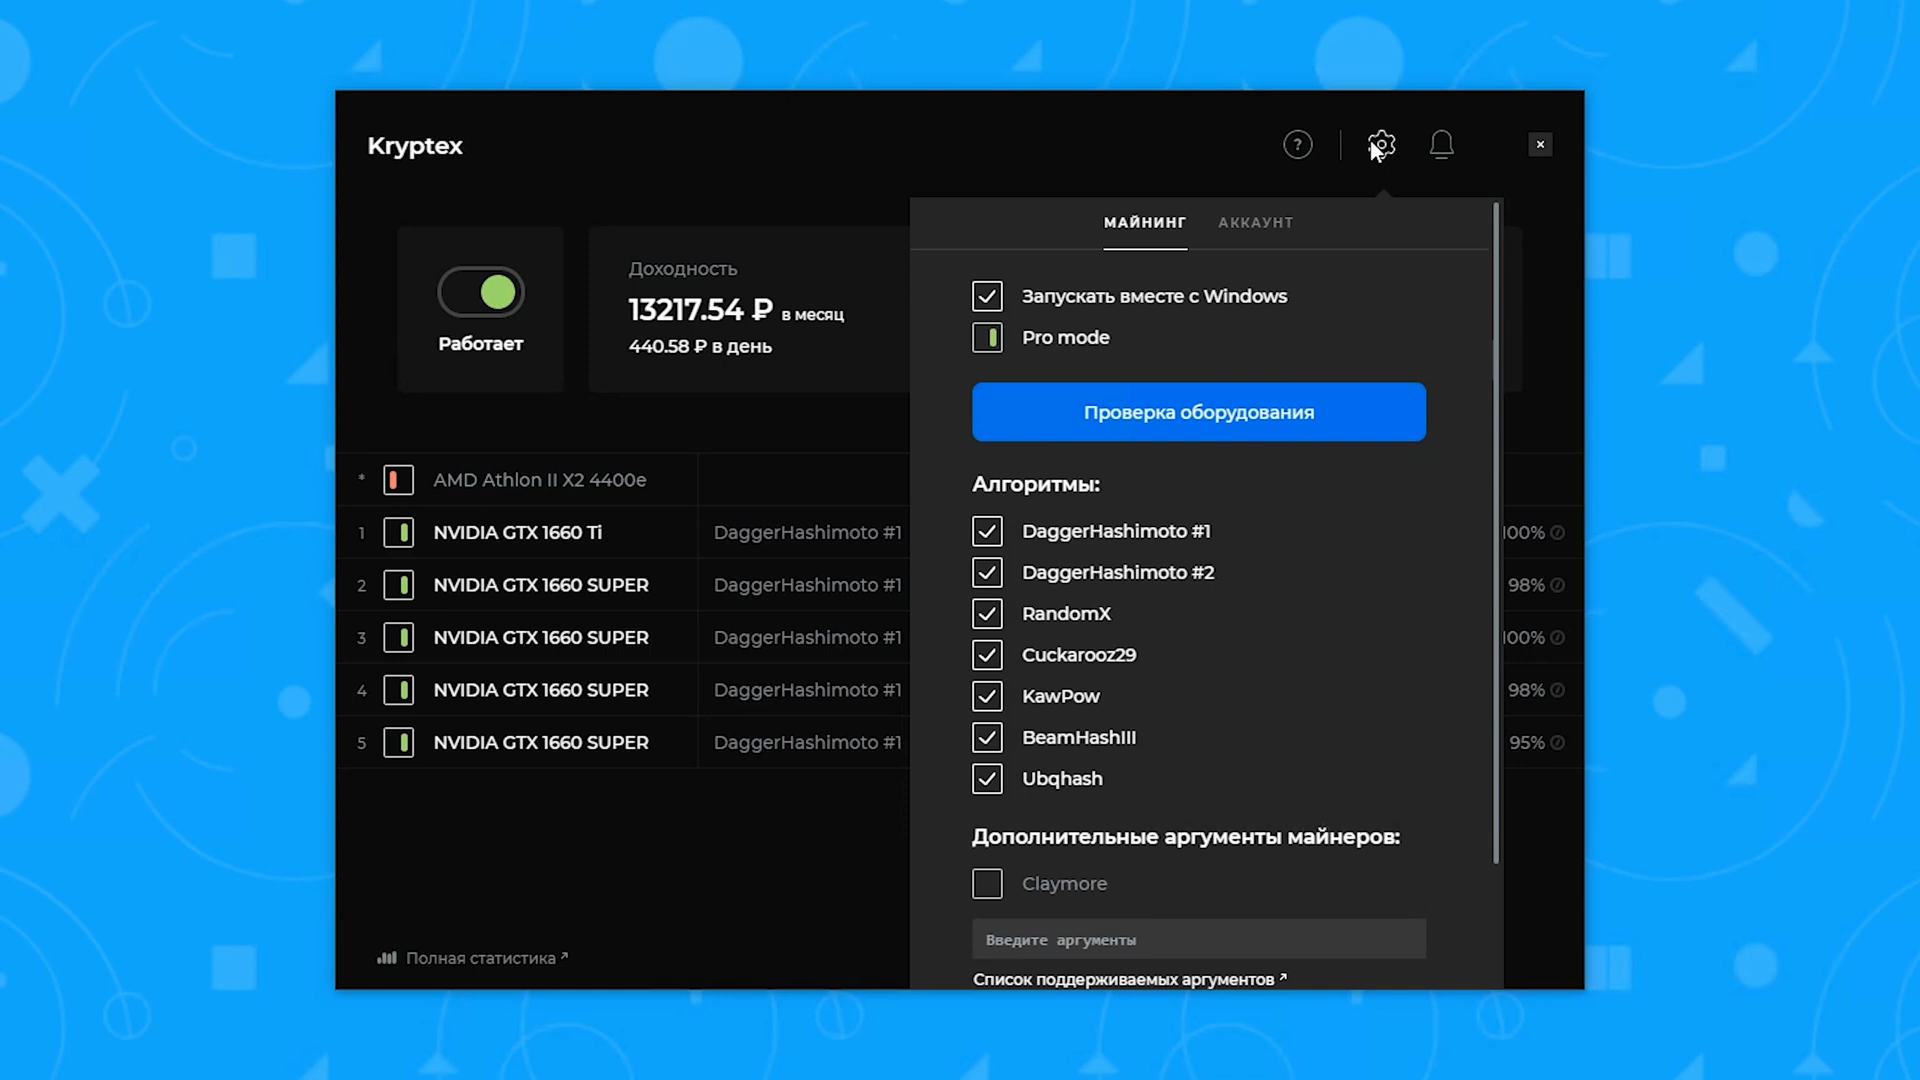 Kryptex
?
МАЙНИНГ АККАУНТ
Работает
Доходность
13217.54 ₽ в месяц
440.58 ₽ в день
Запускать вместе с Windows
Pro mode
Проверка оборудования
Алгоритмы:
DaggerHashimoto #1
DaggerHashimoto #2
RandomX
Cuckarooz29
KawPow
BeamHashIII
Ubqhash
Дополнительные аргументы майнеров:
Claymore
Введите аргументы
Список поддерживаемых аргументов ↗
* AMD Athlon II X2 4400e
1 NVIDIA GTX 1660 Ti DaggerHashimoto #1 100%
2 NVIDIA GTX 1660 SUPER DaggerHashimoto #1 98%
3 NVIDIA GTX 1660 SUPER DaggerHashimoto #1 100%
4 NVIDIA GTX 1660 SUPER DaggerHashimoto #1 98%
5 NVIDIA GTX 1660 SUPER DaggerHashimoto #1 95%
Полная статистика ↗